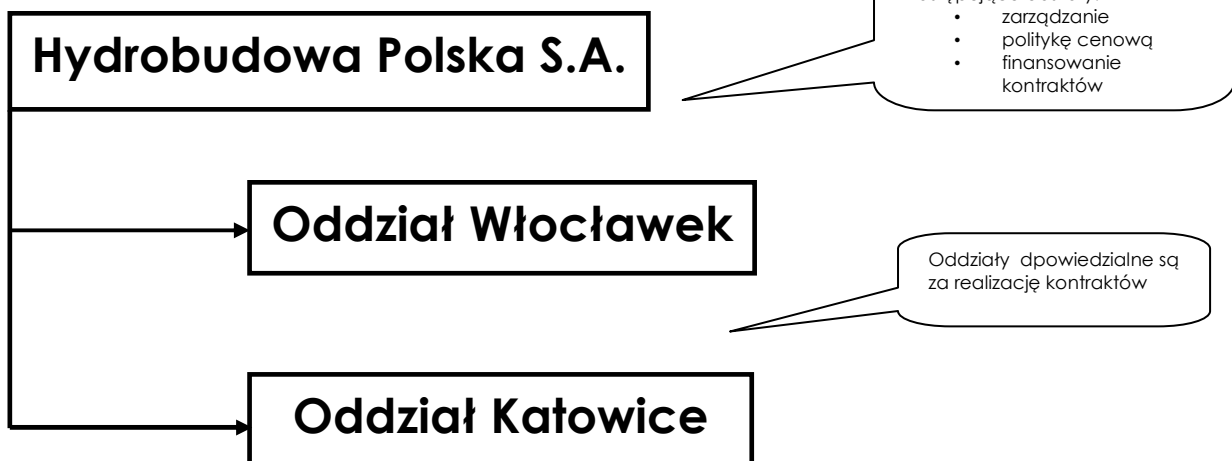 Hydrobudowa Polska S.A.
• zarządzanie
• politykę cenową
• finansowanie
kontraktów
Oddział Włocławek
Oddziały dpowiedzialne są
za realizację kontraktów
Oddział Katowice